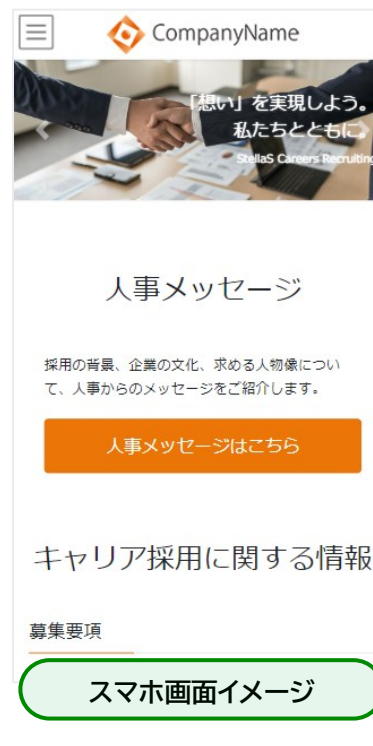 CompanyName
「想い」を実現しよう。
私たちとともに。
StellaS Careers Recruiting
人事メッセージ
採用の背景、企業の文化、求める人物像につい
て、人事からのメッセージをご紹介します。
人事メッセージはこちら
キャリア採用に関する情報
募集要項
スマホ画面イメージ